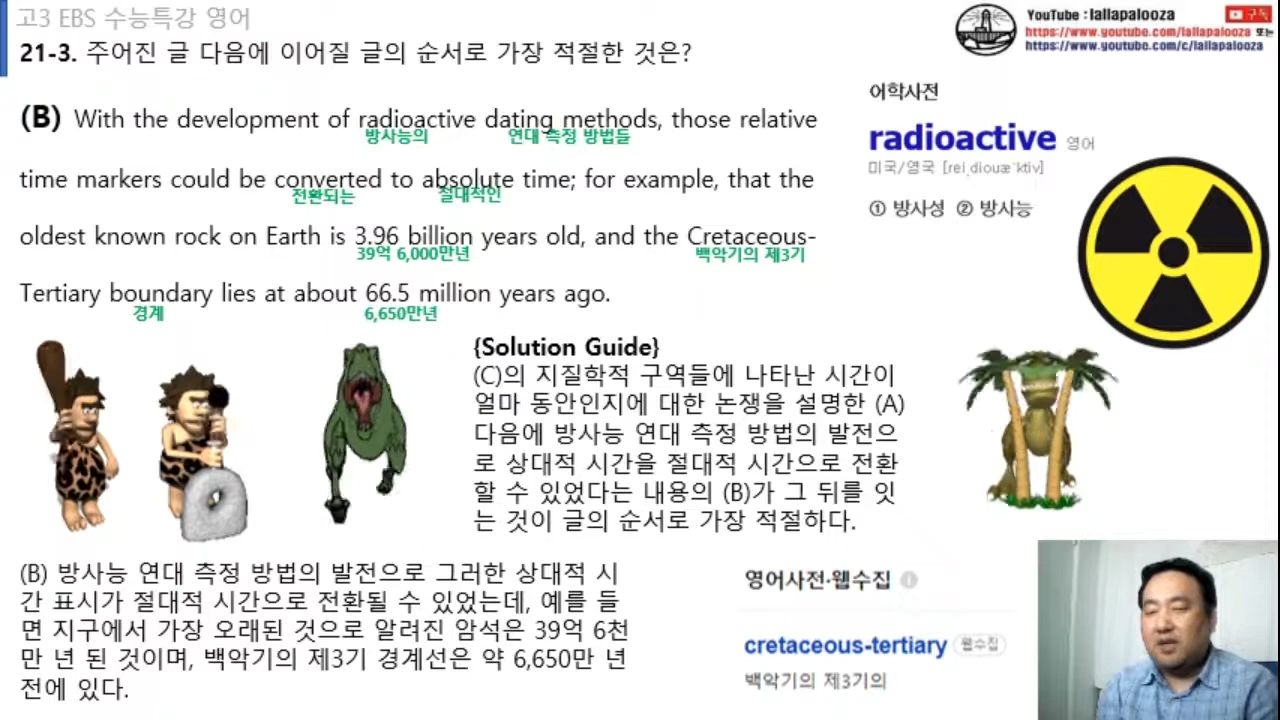 고3 EBS 수능특강 영어
21-3. 주어진 글 다음에 이어질 글의 순서로 가장 적절한 것은?
YouTube : lallapalooza
구독
https://www.youtube.com/lallapalooza 또는
https://www.youtube.com/c/lallapalooza
(B) With the development of radioactive dating methods, those relative
방사능의 연대 측정 방법들
time markers could be converted to absolute time; for example, that the
전환되는 절대적인
oldest known rock on Earth is 3.96 billion years old, and the Cretaceous-
39억 6,000만년 백악기의 제3기
Tertiary boundary lies at about 66.5 million years ago.
경계 6,650만년
어학사전
radioactive 영어
미국/영국 [reiˌdiouæˈktiv]
① 방사성 ② 방사능
{Solution Guide}
(C)의 지질학적 구역들에 나타난 시간이
얼마 동안인지에 대한 논쟁을 설명한 (A)
다음에 방사능 연대 측정 방법의 발전으
로 상대적 시간을 절대적 시간으로 전환
할 수 있었다는 내용의 (B)가 그 뒤를 잇
는 것이 글의 순서로 가장 적절하다.
(B) 방사능 연대 측정 방법의 발전으로 그러한 상대적 시
간 표시가 절대적 시간으로 전환될 수 있었는데, 예를 들
면 지구에서 가장 오래된 것으로 알려진 암석은 39억 6천
만 년 된 것이며, 백악기의 제3기 경계선은 약 6,650만 년
전에 있다.
영어사전·웹수집
cretaceous-tertiary 웹수집
백악기의 제3기의